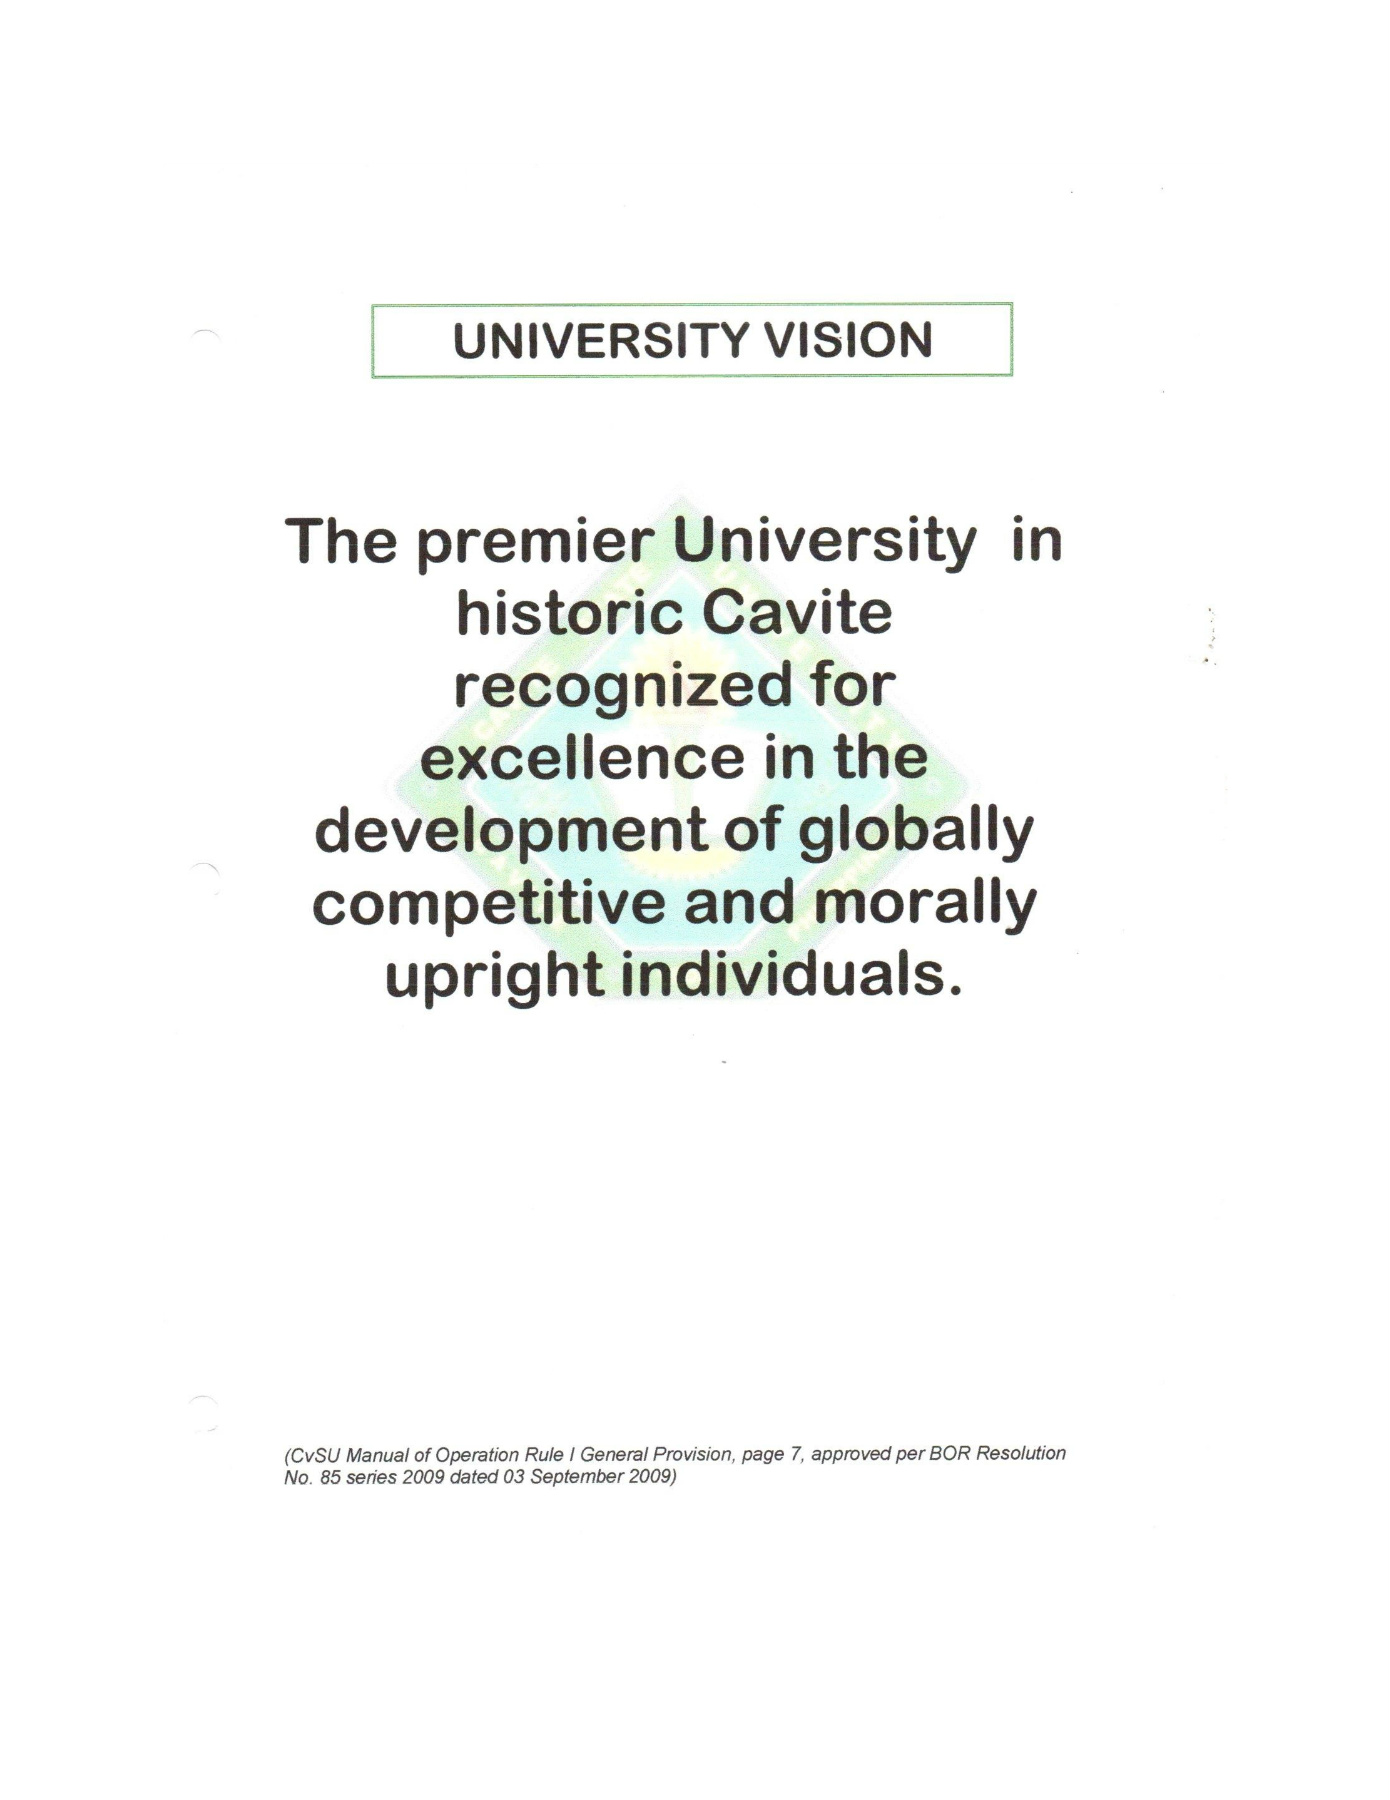 UNIVERSITY VISION
The premier University in
historic Cavite
recognized for
excellence in the
development of globally
competitive and morally
upright individuals.
(CvSU Manual of Operation Rule I General Provision, page 7, approved per BOR Resolution
No. 85 series 2009 dated 03 September 2009)